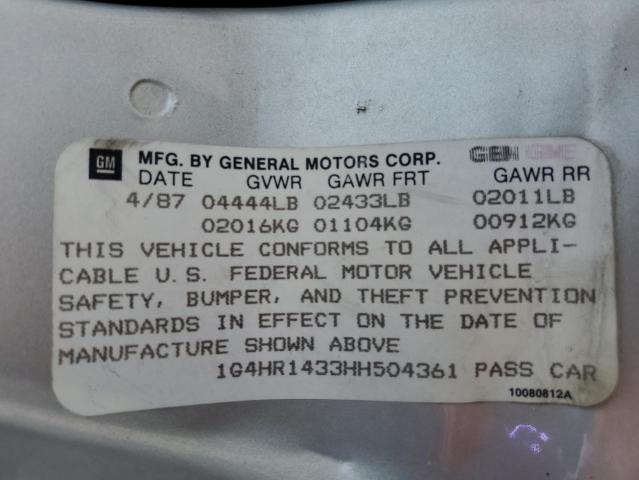 GM MFG. BY GENERAL MOTORS CORP. GEM
DATE GVWR GAWR FRT GAWR RR
4/87 04444LB 02433LB 02011LB
02016KG 01104KG 00912KG
THIS VEHICLE CONFORMS TO ALL APPLI-
CABLE U.S. FEDERAL MOTOR VEHICLE
SAFETY, BUMPER, AND THEFT PREVENTION
STANDARDS IN EFFECT ON THE DATE OF
MANUFACTURE SHOWN ABOVE
1G4HR1433HH504361 PASS CAR
10080812A